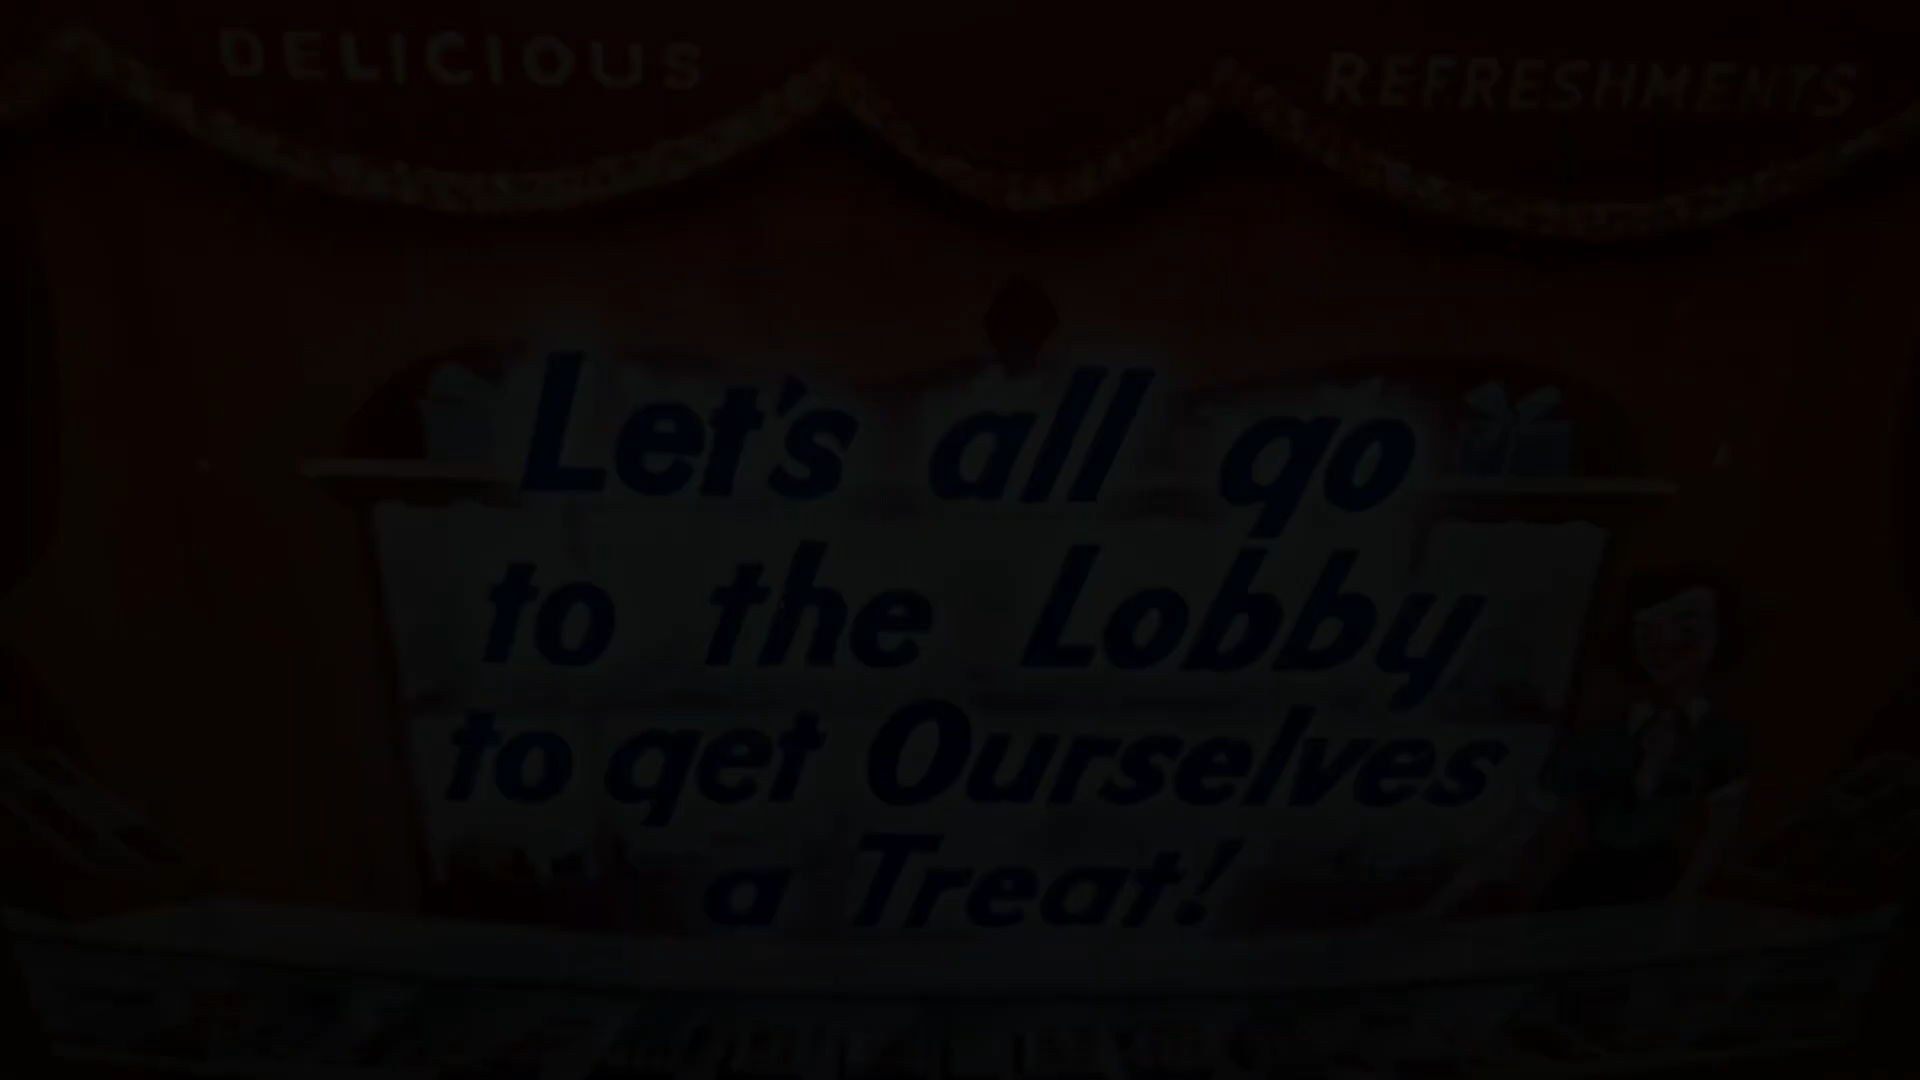 DELICIOUS REFRESHMENTS
Let's all go
to the Lobby
to get Ourselves
a Treat!